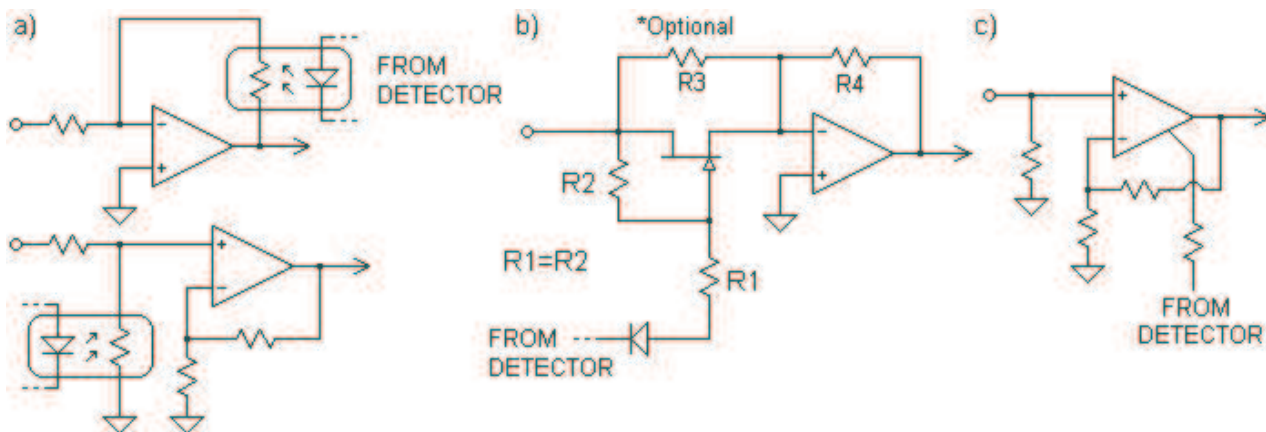 a)
FROM
DETECTOR
b)
*Optional
R3
R4
R2
R1=R2
R1
FROM
DETECTOR
c)
FROM
DETECTOR